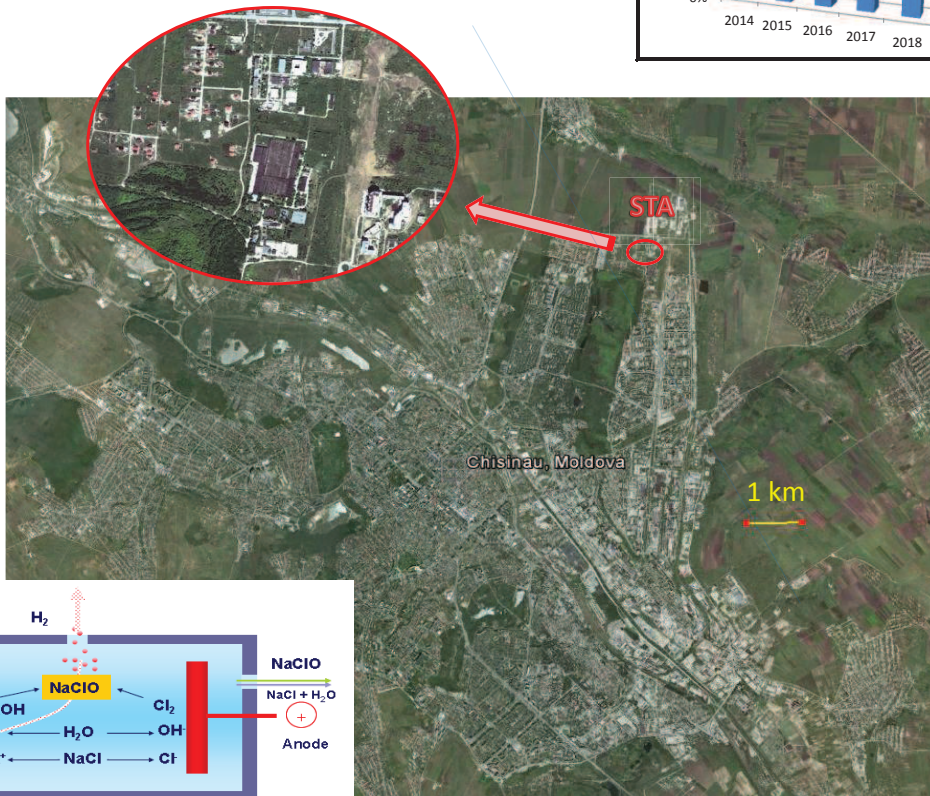 2014 2015 2016 2017 2018
STA
Chisinau, Moldova
1 km
H₂
NaClO
NaClO
NaCl + H₂O
Cl₂
OH
H₂O
OH
NaCl
Cl-
+
Anode